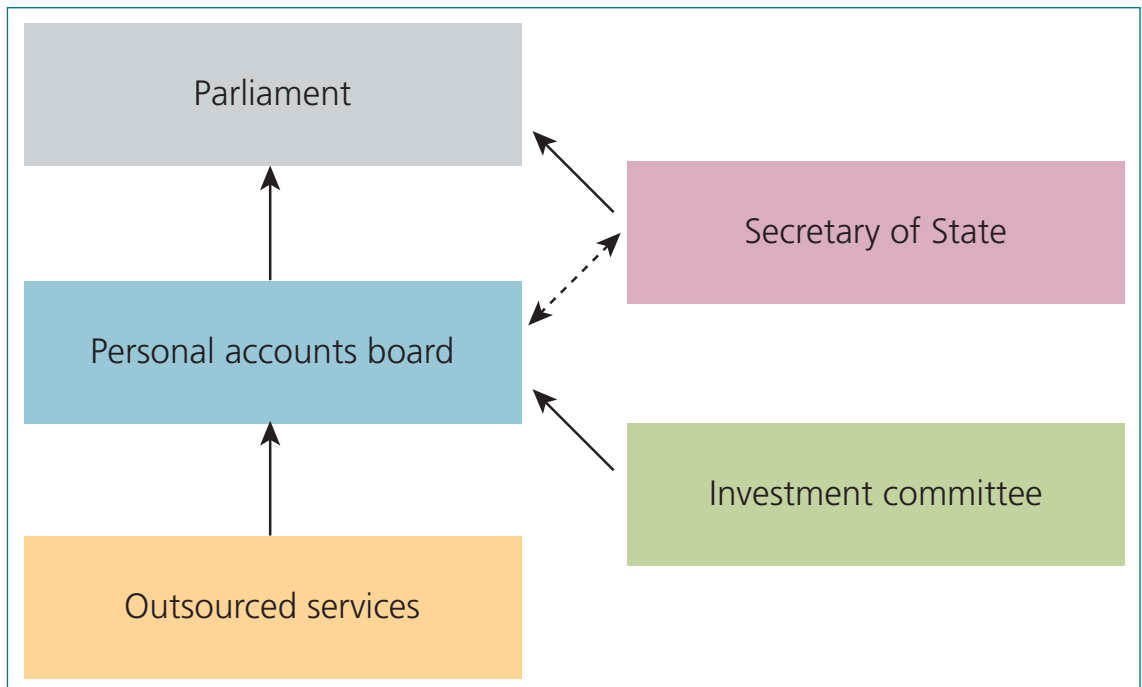 Parliament
Secretary of State
Personal accounts board
Investment committee
Outsourced services